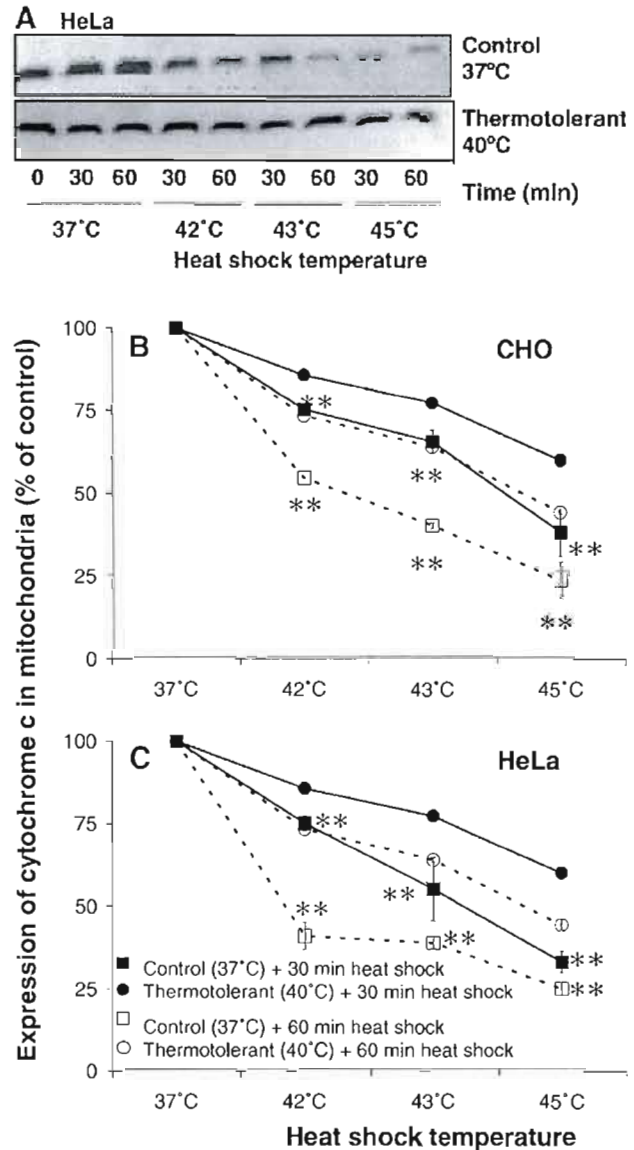 A HeLa
Control
37°C
Thermotolerant
40°C
0 30 60 30 60 30 60 30 60
Time (min)
37˚C 42˚C 43˚C 45˚C
Heat shock temperature
Expression of cytochrome c in mitochondria (% of control)
B CHO
100
75
50
25
0
**
**
**
**
**
**
37˚C 42˚C 43˚C 45˚C
C HeLa
100
75
50
25
0
**
**
**
**
**
**
Control (37˚C) + 30 min heat shock
Thermotolerant (40˚C) + 30 min heat shock
Control (37˚C) + 60 min heat shock
Thermotolerant (40˚C) + 60 min heat shock
37˚C 42˚C 43˚C 45˚C
Heat shock temperature